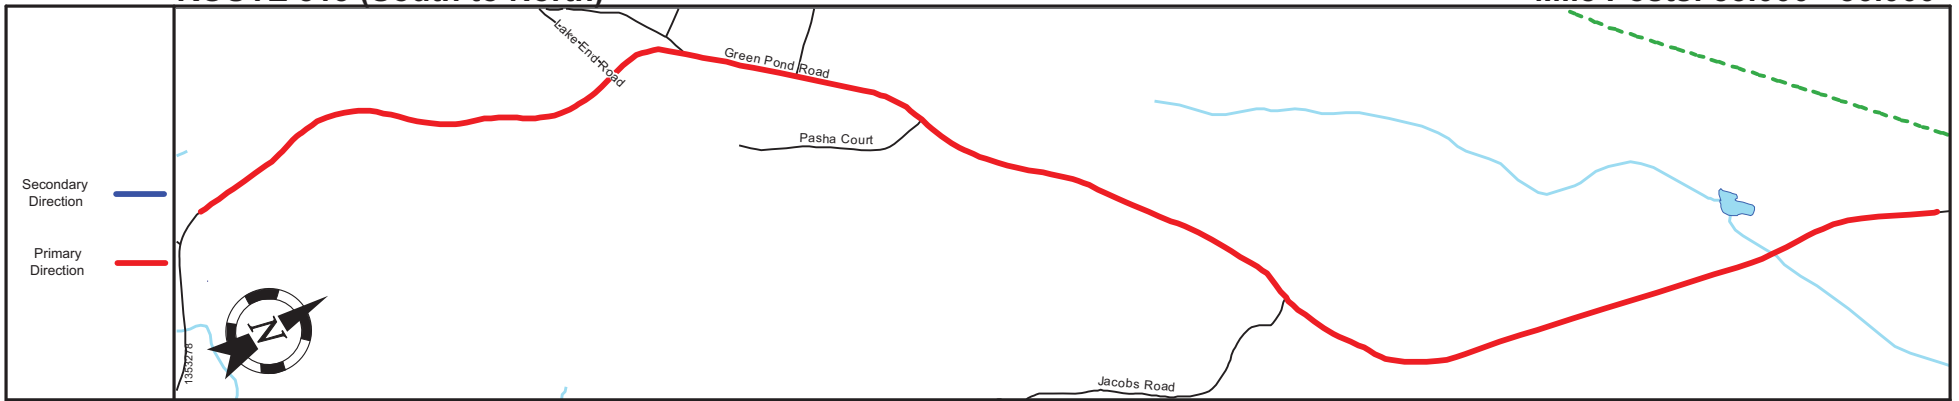 Lake End Road
Green Pond Road
Pasha Court
Secondary
Direction
Primary
Direction
N
1353278
Jacobs Road